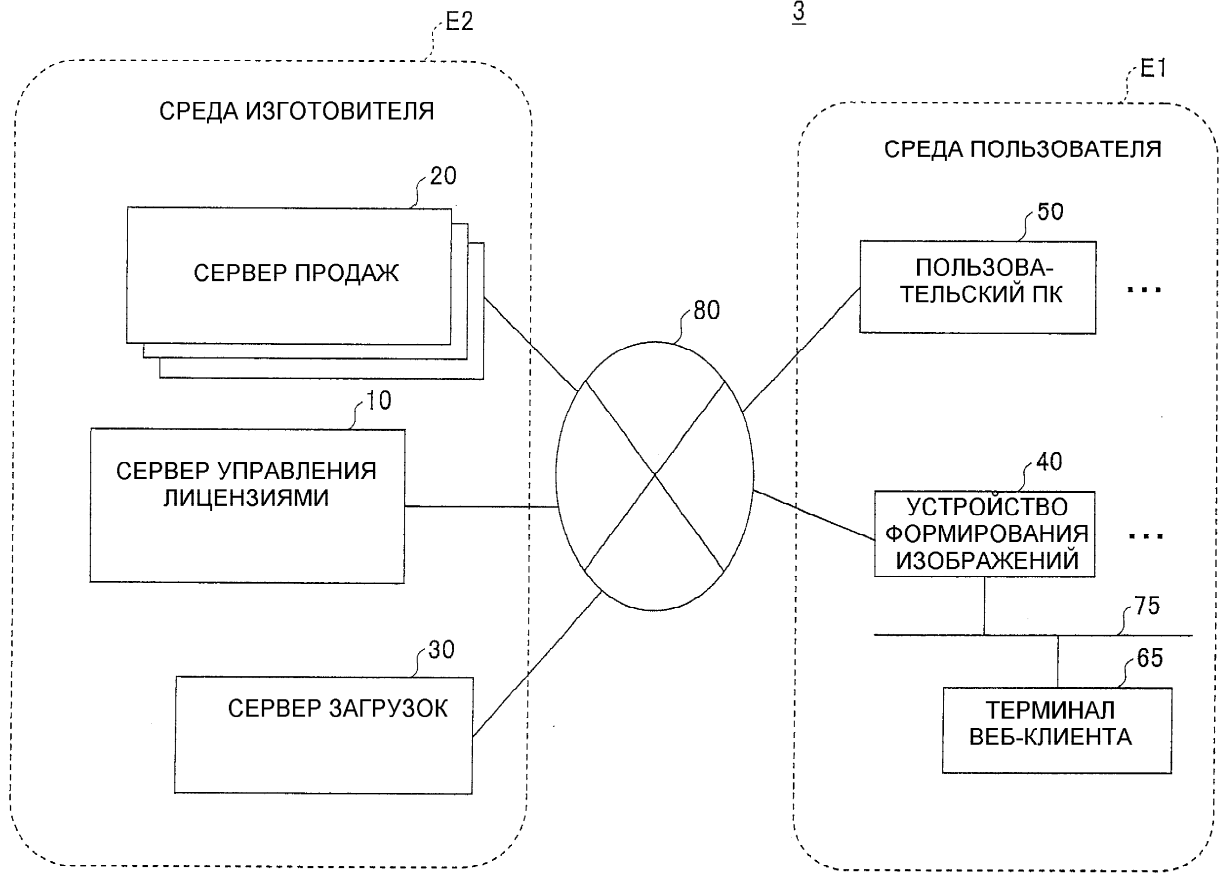 3
E2
E1
СРЕДА ИЗГОТОВИТЕЛЯ
СРЕДА ПОЛЬЗОВАТЕЛЯ
20
СЕРВЕР ПРОДАЖ
50
ПОЛЬЗОВА-
ТЕЛЬСКИЙ ПК
...
80
10
СЕРВЕР УПРАВЛЕНИЯ
ЛИЦЕНЗИЯМИ
40
УСТРОЙСТВО
ФОРМИРОВАНИЯ
ИЗОБРАЖЕНИЙ
...
75
30
СЕРВЕР ЗАГРУЗОК
65
ТЕРМИНАЛ
ВЕБ-КЛИЕНТА